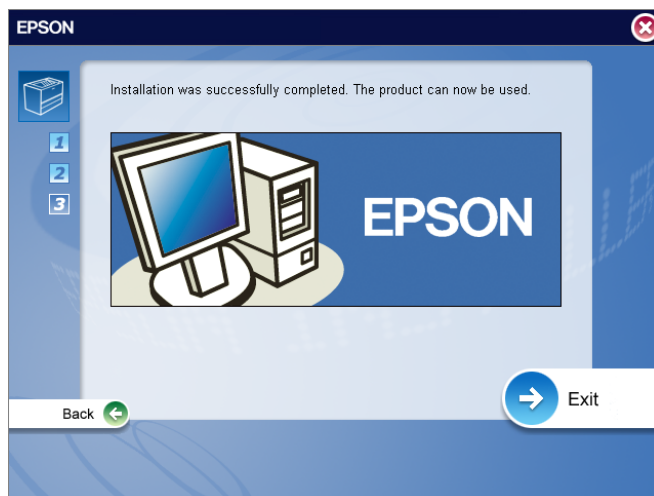 EPSON
Installation was successfully completed. The product can now be used.
1
2
3
EPSON
Exit
Back